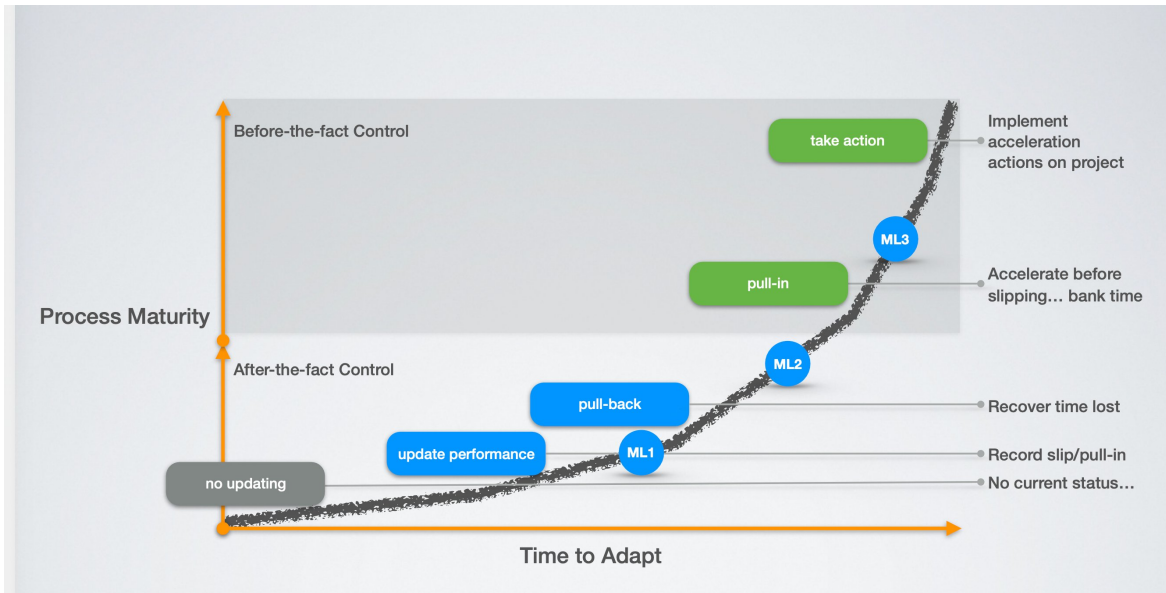 Before-the-fact Control
take action
Implement
acceleration
actions on project
ML3
pull-in
Accelerate before
slipping... bank time
Process Maturity
After-the-fact Control
ML2
pull-back
Recover time lost
update performance
ML1
Record slip/pull-in
no updating
No current status...
Time to Adapt